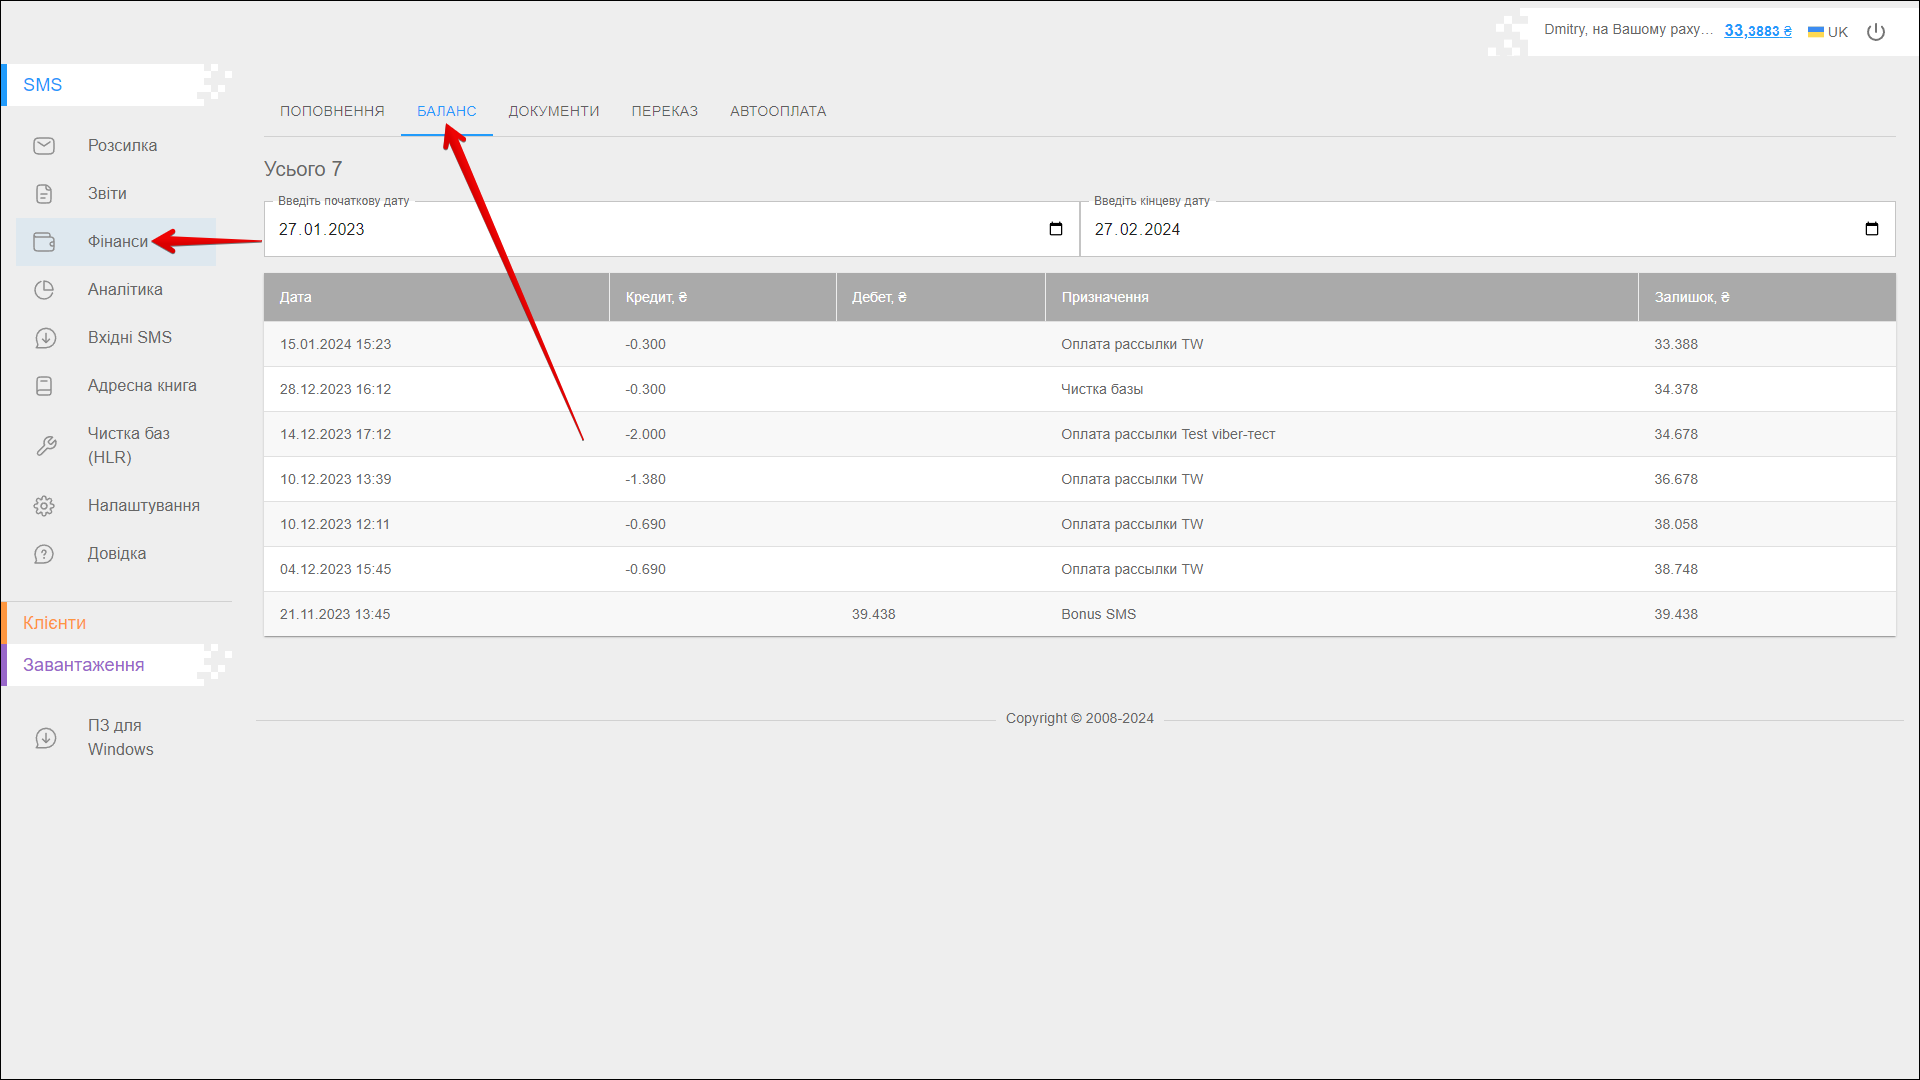 Dmitry, на Вашому раху... 33,3883 ₴ UK
SMS
Розсилка
Звіти
Фінанси
Аналітика
Вхідні SMS
Адресна книга
Чистка баз
(HLR)
Налаштування
Довідка
Клієнти
Завантаження
ПЗ для
Windows
ПОПОВНЕННЯ БАЛАНС ДОКУМЕНТИ ПЕРЕКАЗ АВТООПЛАТА
Усього 7
Введіть початкову дату Введіть кінцеву дату
27.01.2023 27.02.2024
Дата Кредит, ₴ Дебет, ₴ Призначення Залишок, ₴
15.01.2024 15:23 -0.300 Оплата рассылки TW 33.388
28.12.2023 16:12 -0.300 Чистка базы 34.378
14.12.2023 17:12 -2.000 Оплата рассылки Test viber-тест 34.678
10.12.2023 13:39 -1.380 Оплата рассылки TW 36.678
10.12.2023 12:11 -0.690 Оплата рассылки TW 38.058
04.12.2023 15:45 -0.690 Оплата рассылки TW 38.748
21.11.2023 13:45 39.438 Bonus SMS 39.438
Copyright © 2008-2024